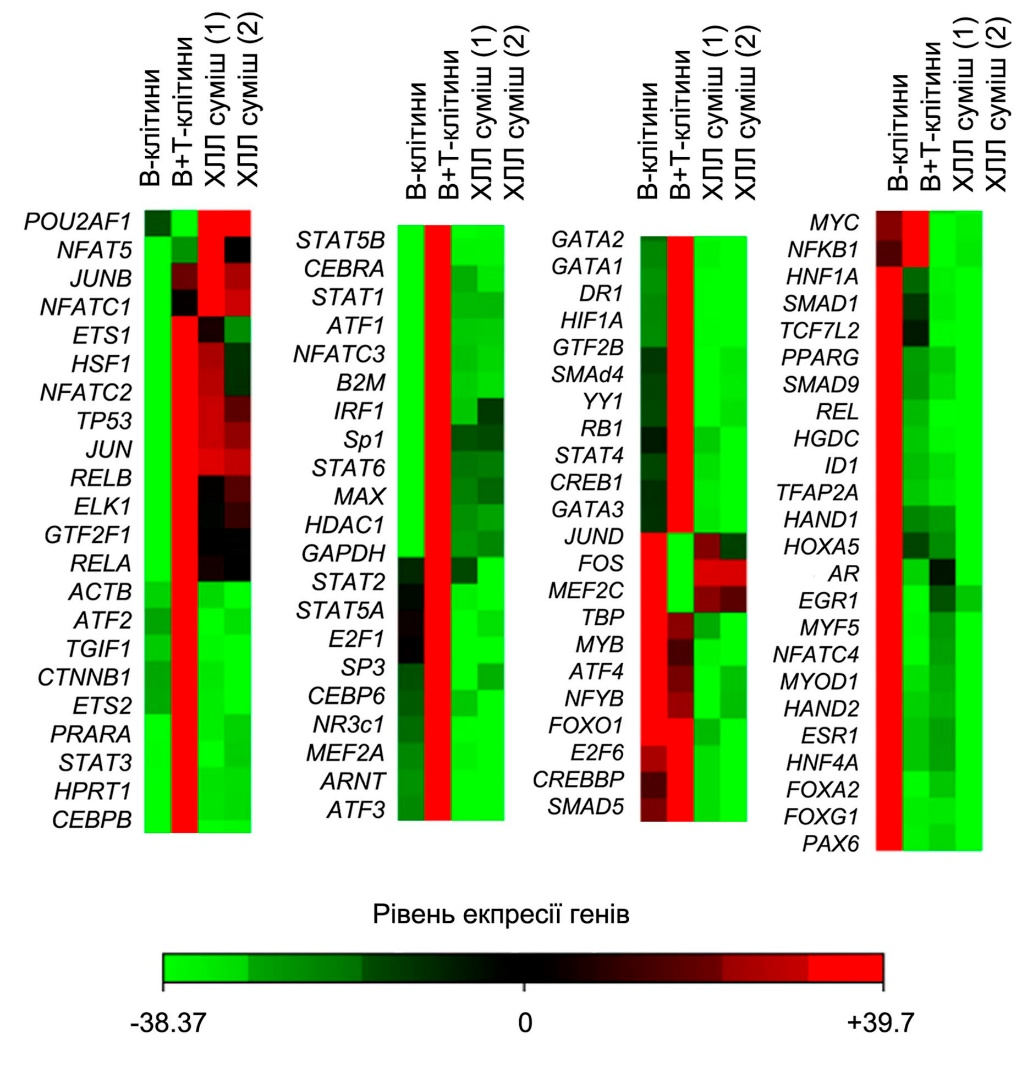 В-клітини
В+Т-клітини
ХЛЛ суміш (1)
ХЛЛ суміш (2)
POU2AF1
NFAT5
JUNB
NFATC1
ETS1
HSF1
NFATC2
TP53
JUN
RELB
ELK1
GTF2F1
RELA
ACTB
ATF2
TGIF1
CTNNB1
ETS2
PRARA
STAT3
HPRT1
CEBPB
В-клітини
В+Т-клітини
ХЛЛ суміш (1)
ХЛЛ суміш (2)
STAT5B
CEBRA
STAT1
ATF1
NFATC3
B2M
IRF1
Sp1
STAT6
MAX
HDAC1
GAPDH
STAT2
STAT5A
E2F1
SP3
CEBP6
NR3c1
MEF2A
ARNT
ATF3
В-клітини
В+Т-клітини
ХЛЛ суміш (1)
ХЛЛ суміш (2)
GATA2
GATA1
DR1
HIF1A
GTF2B
SMAd4
YY1
RB1
STAT4
CREB1
GATA3
JUND
FOS
MEF2C
TBP
MYB
ATF4
NFYB
FOXO1
E2F6
CREBBP
SMAD5
В-клітини
В+Т-клітини
ХЛЛ суміш (1)
ХЛЛ суміш (2)
MYC
NFKB1
HNF1A
SMAD1
TCF7L2
PPARG
SMAD9
REL
HGDC
ID1
TFAP2A
HAND1
HOXA5
AR
EGR1
MYF5
NFATC4
MYOD1
HAND2
ESR1
HNF4A
FOXA2
FOXG1
PAX6
Рівень екпресії генів
-38.37
0
+39.7